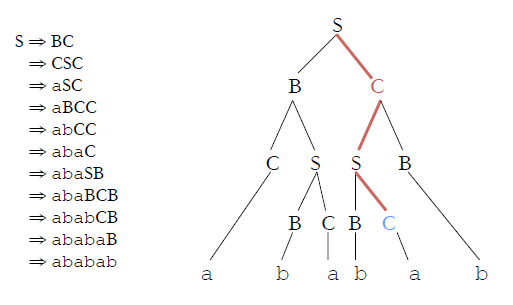 S ⇒ BC
⇒ CSC
⇒ aSC
⇒ aBCC
⇒ abCC
⇒ abaC
⇒ abaSB
⇒ abaBCB
⇒ ababCB
⇒ ababaB
⇒ ababab
S
B C
C S S B
B C B C
a b a b a b